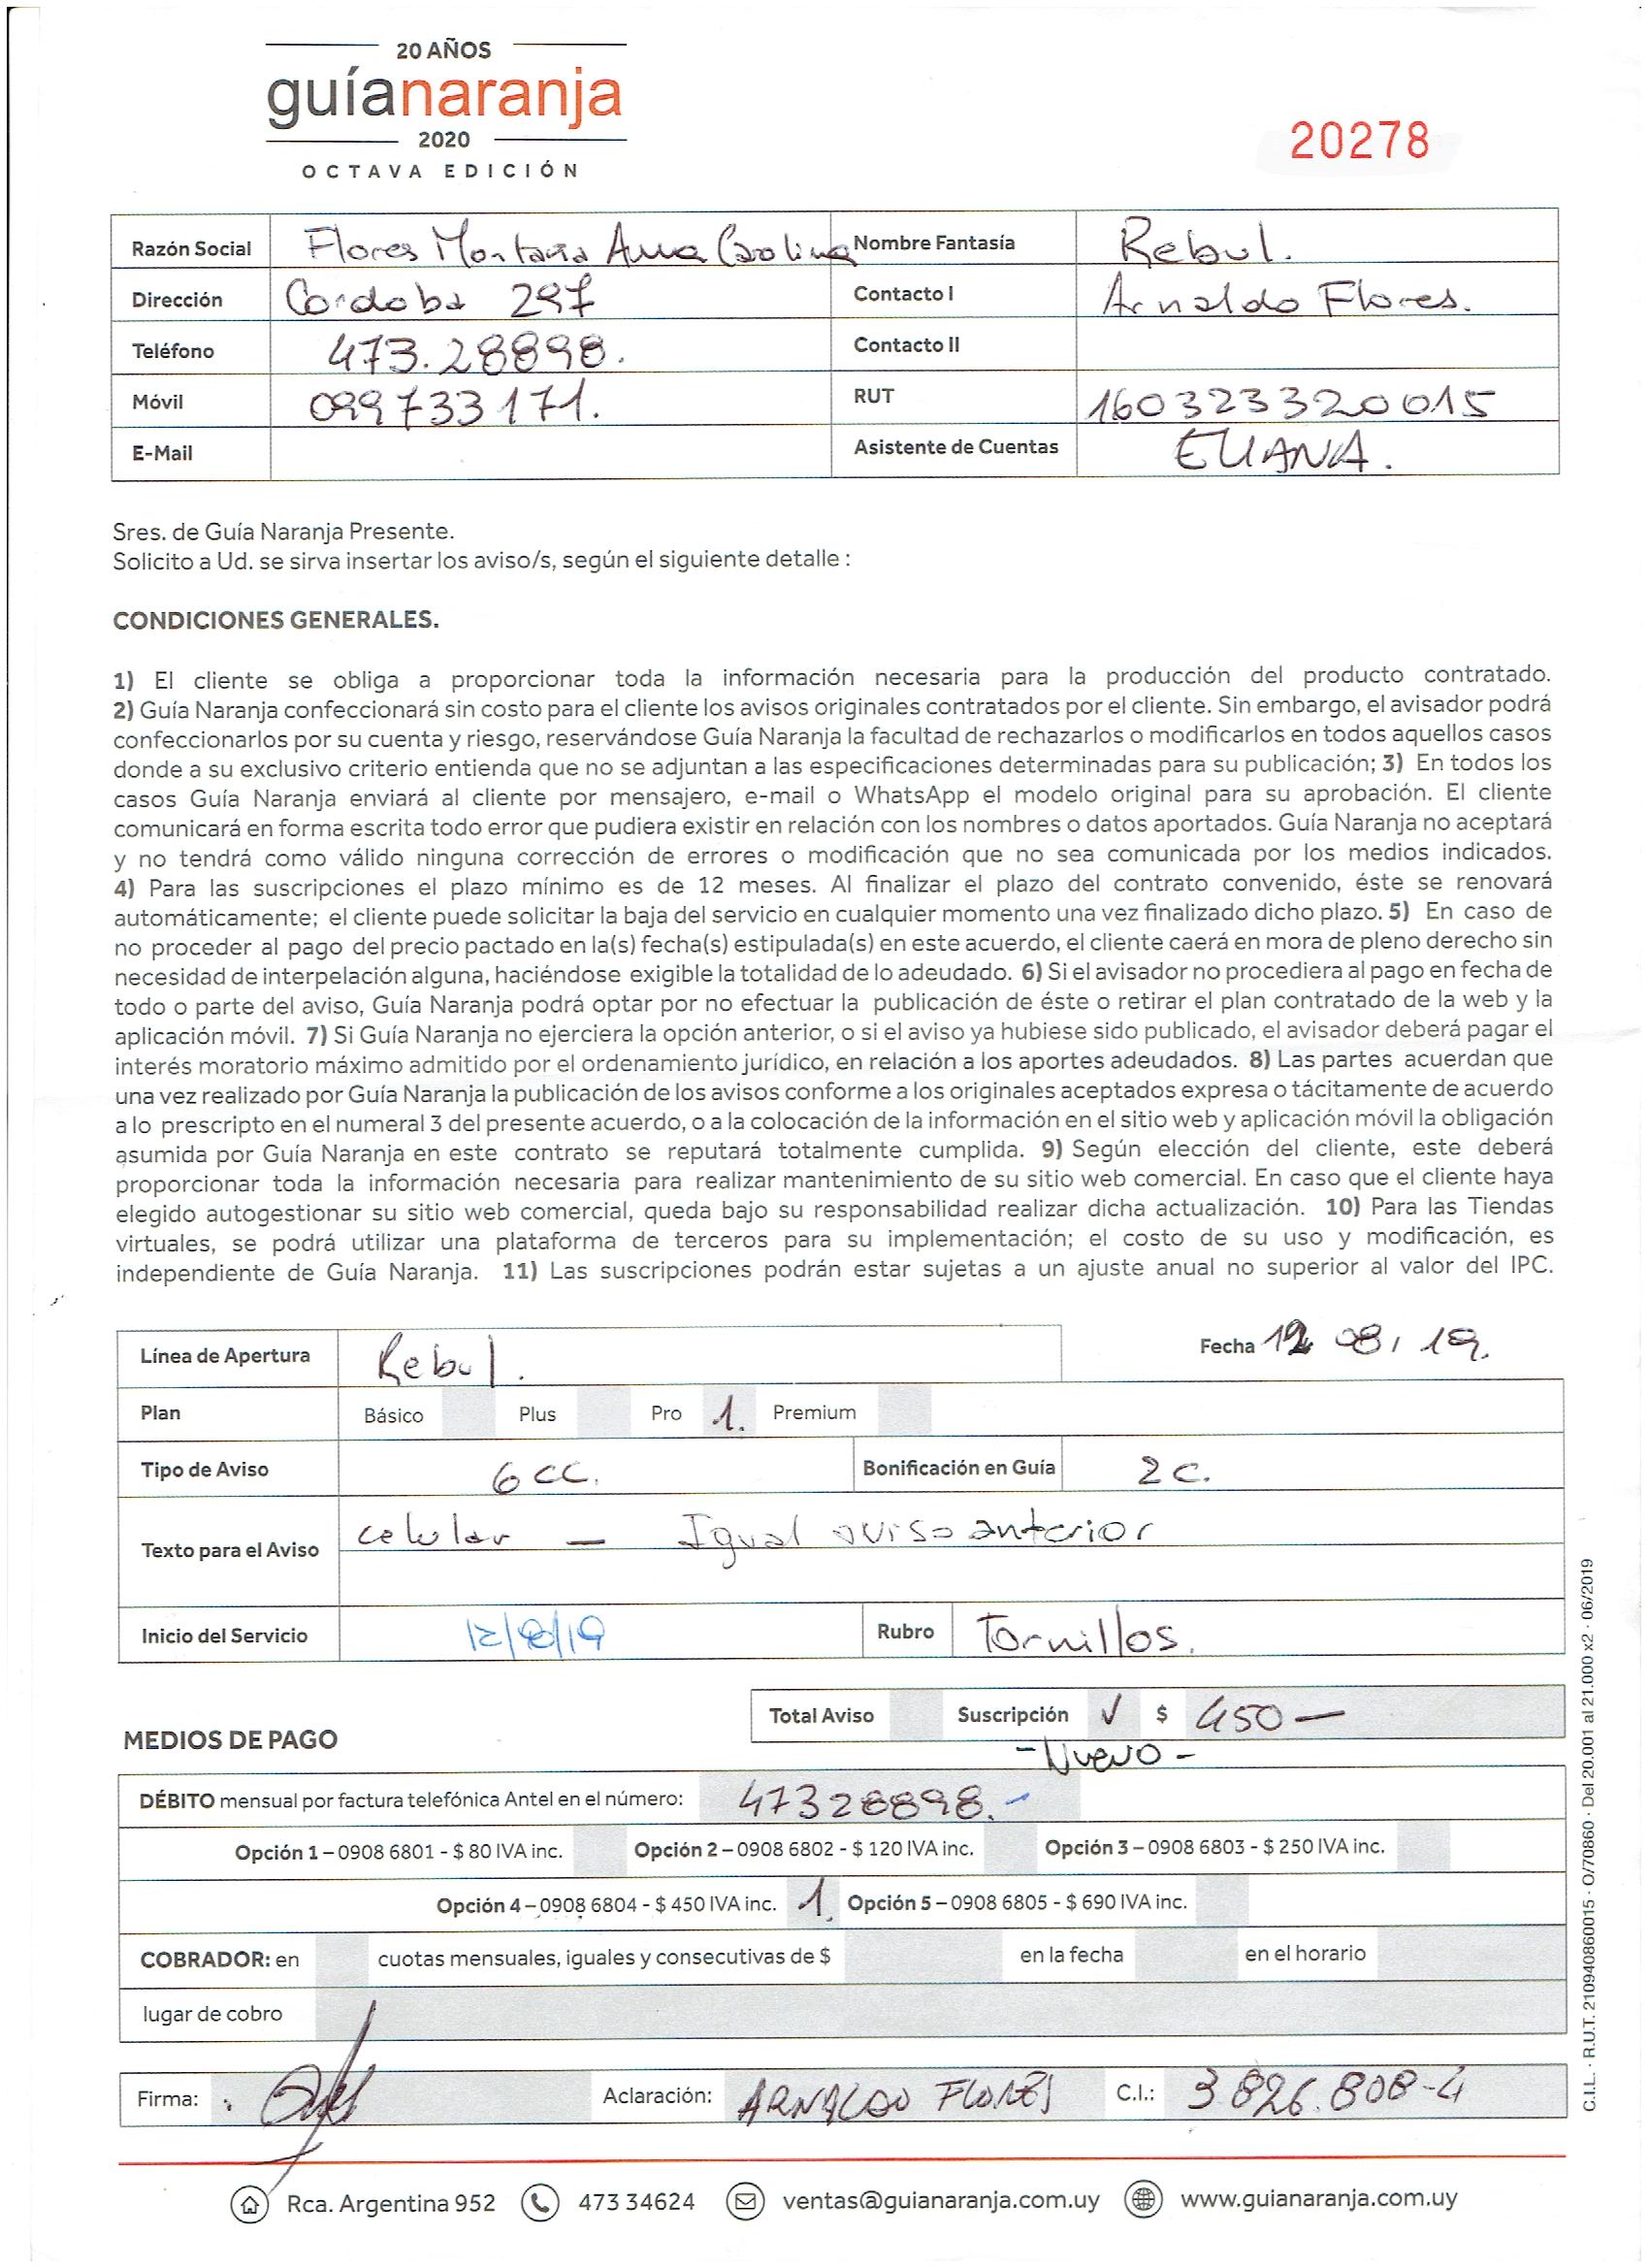 20 AÑOS
guíanaranja
2020
OCTAVA EDICIÓN
20278
Razón Social Flores Montaña Ana Carolina Nombre Fantasía Rebul.
Dirección Cordoba 297 Contacto I Arnaldo Flores.
Teléfono 473.28898. Contacto II
Móvil 099733171. RUT 160323320015
E-Mail Asistente de Cuentas ELIANA.
Sres. de Guía Naranja Presente.
Solicito a Ud. se sirva insertar los aviso/s, según el siguiente detalle :
CONDICIONES GENERALES.
1) El cliente se obliga a proporcionar toda la información necesaria para la producción del producto contratado.
2) Guía Naranja confeccionará sin costo para el cliente los avisos originales contratados por el cliente. Sin embargo, el avisador podrá
confeccionarlos por su cuenta y riesgo, reservándose Guía Naranja la facultad de rechazarlos o modificarlos en todos aquellos casos
donde a su exclusivo criterio entienda que no se adjuntan a las especificaciones determinadas para su publicación; 3) En todos los
casos Guía Naranja enviará al cliente por mensajero, e-mail o WhatsApp el modelo original para su aprobación. El cliente
comunicará en forma escrita todo error que pudiera existir en relación con los nombres o datos aportados. Guía Naranja no aceptará
y no tendrá como válido ninguna corrección de errores o modificación que no sea comunicada por los medios indicados.
4) Para las suscripciones el plazo mínimo es de 12 meses. Al finalizar el plazo del contrato convenido, éste se renovará
automáticamente; el cliente puede solicitar la baja del servicio en cualquier momento una vez finalizado dicho plazo. 5) En caso de
no proceder al pago del precio pactado en la(s) fecha(s) estipulada(s) en este acuerdo, el cliente caerá en mora de pleno derecho sin
necesidad de interpelación alguna, haciéndose exigible la totalidad de lo adeudado. 6) Si el avisador no procediera al pago en fecha de
todo o parte del aviso, Guía Naranja podrá optar por no efectuar la publicación de éste o retirar el plan contratado de la web y la
aplicación móvil. 7) Si Guía Naranja no ejerciera la opción anterior, o si el aviso ya hubiese sido publicado, el avisador deberá pagar el
interés moratorio máximo admitido por el ordenamiento jurídico, en relación a los aportes adeudados. 8) Las partes acuerdan que
una vez realizado por Guía Naranja la publicación de los avisos conforme a los originales aceptados expresa o tácitamente de acuerdo
a lo prescripto en el numeral 3 del presente acuerdo, o a la colocación de la información en el sitio web y aplicación móvil la obligación
asumida por Guía Naranja en este contrato se reputará totalmente cumplida. 9) Según elección del cliente, este deberá
proporcionar toda la información necesaria para realizar mantenimiento de su sitio web comercial. En caso que el cliente haya
elegido autogestionar su sitio web comercial, queda bajo su responsabilidad realizar dicha actualización. 10) Para las Tiendas
virtuales, se podrá utilizar una plataforma de terceros para su implementación; el costo de su uso y modificación, es
independiente de Guía Naranja. 11) Las suscripciones podrán estar sujetas a un ajuste anual no superior al valor del IPC.
Línea de Apertura Rebul. Fecha 12 08/19.
Plan Básico Plus Pro 1. Premium
Tipo de Aviso 6 cc. Bonificación en Guía 2 c.
Texto para el Aviso celular — Igual aviso anterior
Inicio del Servicio 12/8/19 Rubro Tornillos.
Total Aviso Suscripción √ $ 450—
MEDIOS DE PAGO
-Nuevo-
DÉBITO mensual por factura telefónica Antel en el número: 47328898.-
Opción 1 – 0908 6801 - $ 80 IVA inc. Opción 2 – 0908 6802 - $ 120 IVA inc. Opción 3 – 0908 6803 - $ 250 IVA inc.
Opción 4 – 0908 6804 - $ 450 IVA inc. 1. Opción 5 – 0908 6805 - $ 690 IVA inc.
COBRADOR: en cuotas mensuales, iguales y consecutivas de $ en la fecha en el horario
lugar de cobro
Firma: Aclaración: ARNALDO FLORES C.I.: 3.826.808-4
Rca. Argentina 952 473 34624 ventas@guianaranja.com.uy www.guianaranja.com.uy
C.I.L. · R.U.T. 210940860015 · O/70860 · Del 20.001 al 21.000 x2 · 06/2019